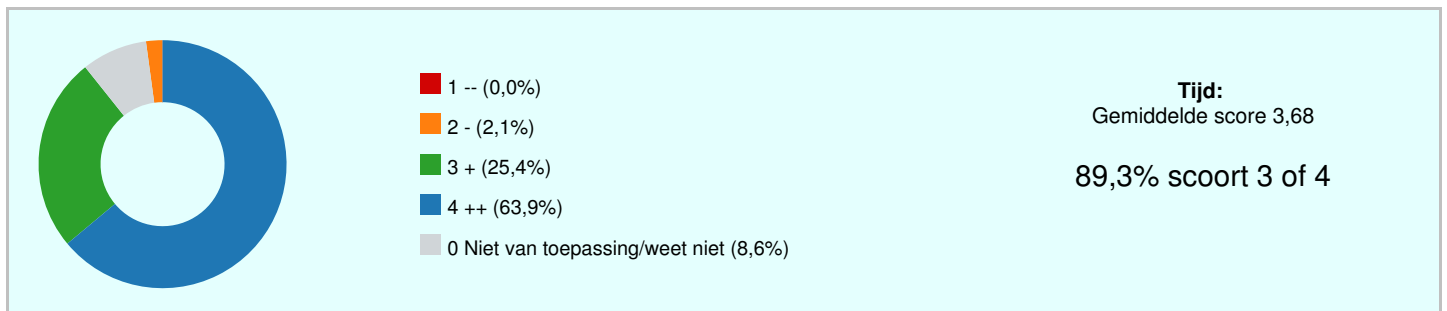 1 -- (0,0%)
2 - (2,1%)
3 + (25,4%)
4 ++ (63,9%)
0 Niet van toepassing/weet niet (8,6%)
Tijd:
Gemiddelde score 3,68
89,3% scoort 3 of 4